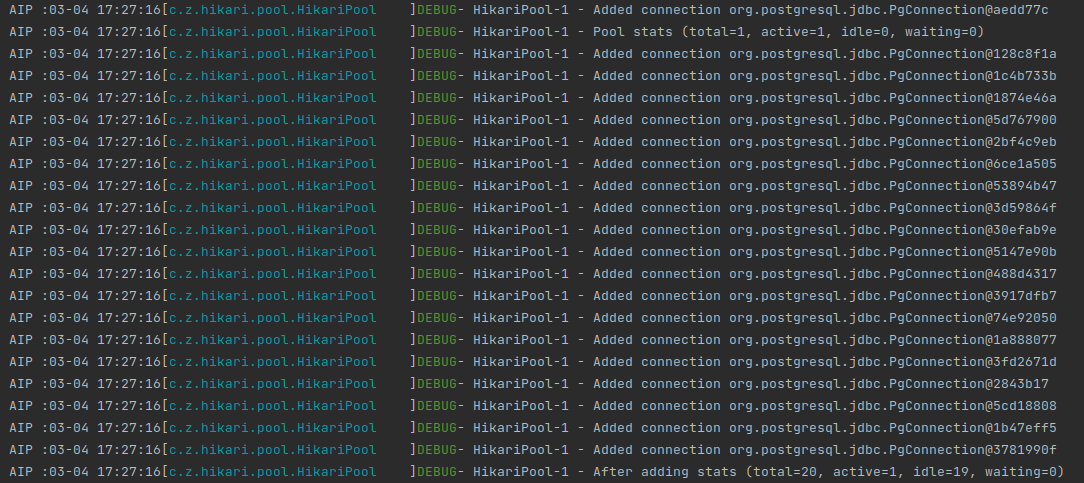 AIP :03-04 17:27:16[c.z.hikari.pool.HikariPool    ]DEBUG- HikariPool-1 - Added connection org.postgresql.jdbc.PgConnection@aedd77c
AIP :03-04 17:27:16[c.z.hikari.pool.HikariPool    ]DEBUG- HikariPool-1 - Pool stats (total=1, active=1, idle=0, waiting=0)
AIP :03-04 17:27:16[c.z.hikari.pool.HikariPool    ]DEBUG- HikariPool-1 - Added connection org.postgresql.jdbc.PgConnection@128c8f1a
AIP :03-04 17:27:16[c.z.hikari.pool.HikariPool    ]DEBUG- HikariPool-1 - Added connection org.postgresql.jdbc.PgConnection@1c4b733b
AIP :03-04 17:27:16[c.z.hikari.pool.HikariPool    ]DEBUG- HikariPool-1 - Added connection org.postgresql.jdbc.PgConnection@1874e46a
AIP :03-04 17:27:16[c.z.hikari.pool.HikariPool    ]DEBUG- HikariPool-1 - Added connection org.postgresql.jdbc.PgConnection@5d767900
AIP :03-04 17:27:16[c.z.hikari.pool.HikariPool    ]DEBUG- HikariPool-1 - Added connection org.postgresql.jdbc.PgConnection@2bf4c9eb
AIP :03-04 17:27:16[c.z.hikari.pool.HikariPool    ]DEBUG- HikariPool-1 - Added connection org.postgresql.jdbc.PgConnection@6ce1a505
AIP :03-04 17:27:16[c.z.hikari.pool.HikariPool    ]DEBUG- HikariPool-1 - Added connection org.postgresql.jdbc.PgConnection@53894b47
AIP :03-04 17:27:16[c.z.hikari.pool.HikariPool    ]DEBUG- HikariPool-1 - Added connection org.postgresql.jdbc.PgConnection@3d59864f
AIP :03-04 17:27:16[c.z.hikari.pool.HikariPool    ]DEBUG- HikariPool-1 - Added connection org.postgresql.jdbc.PgConnection@30efab9e
AIP :03-04 17:27:16[c.z.hikari.pool.HikariPool    ]DEBUG- HikariPool-1 - Added connection org.postgresql.jdbc.PgConnection@5147e90b
AIP :03-04 17:27:16[c.z.hikari.pool.HikariPool    ]DEBUG- HikariPool-1 - Added connection org.postgresql.jdbc.PgConnection@488d4317
AIP :03-04 17:27:16[c.z.hikari.pool.HikariPool    ]DEBUG- HikariPool-1 - Added connection org.postgresql.jdbc.PgConnection@3917dfb7
AIP :03-04 17:27:16[c.z.hikari.pool.HikariPool    ]DEBUG- HikariPool-1 - Added connection org.postgresql.jdbc.PgConnection@74e92050
AIP :03-04 17:27:16[c.z.hikari.pool.HikariPool    ]DEBUG- HikariPool-1 - Added connection org.postgresql.jdbc.PgConnection@1a888077
AIP :03-04 17:27:16[c.z.hikari.pool.HikariPool    ]DEBUG- HikariPool-1 - Added connection org.postgresql.jdbc.PgConnection@3fd2671d
AIP :03-04 17:27:16[c.z.hikari.pool.HikariPool    ]DEBUG- HikariPool-1 - Added connection org.postgresql.jdbc.PgConnection@2843b17
AIP :03-04 17:27:16[c.z.hikari.pool.HikariPool    ]DEBUG- HikariPool-1 - Added connection org.postgresql.jdbc.PgConnection@5cd18808
AIP :03-04 17:27:16[c.z.hikari.pool.HikariPool    ]DEBUG- HikariPool-1 - Added connection org.postgresql.jdbc.PgConnection@1b47eff5
AIP :03-04 17:27:16[c.z.hikari.pool.HikariPool    ]DEBUG- HikariPool-1 - Added connection org.postgresql.jdbc.PgConnection@3781990f
AIP :03-04 17:27:16[c.z.hikari.pool.HikariPool    ]DEBUG- HikariPool-1 - After adding stats (total=20, active=1, idle=19, waiting=0)